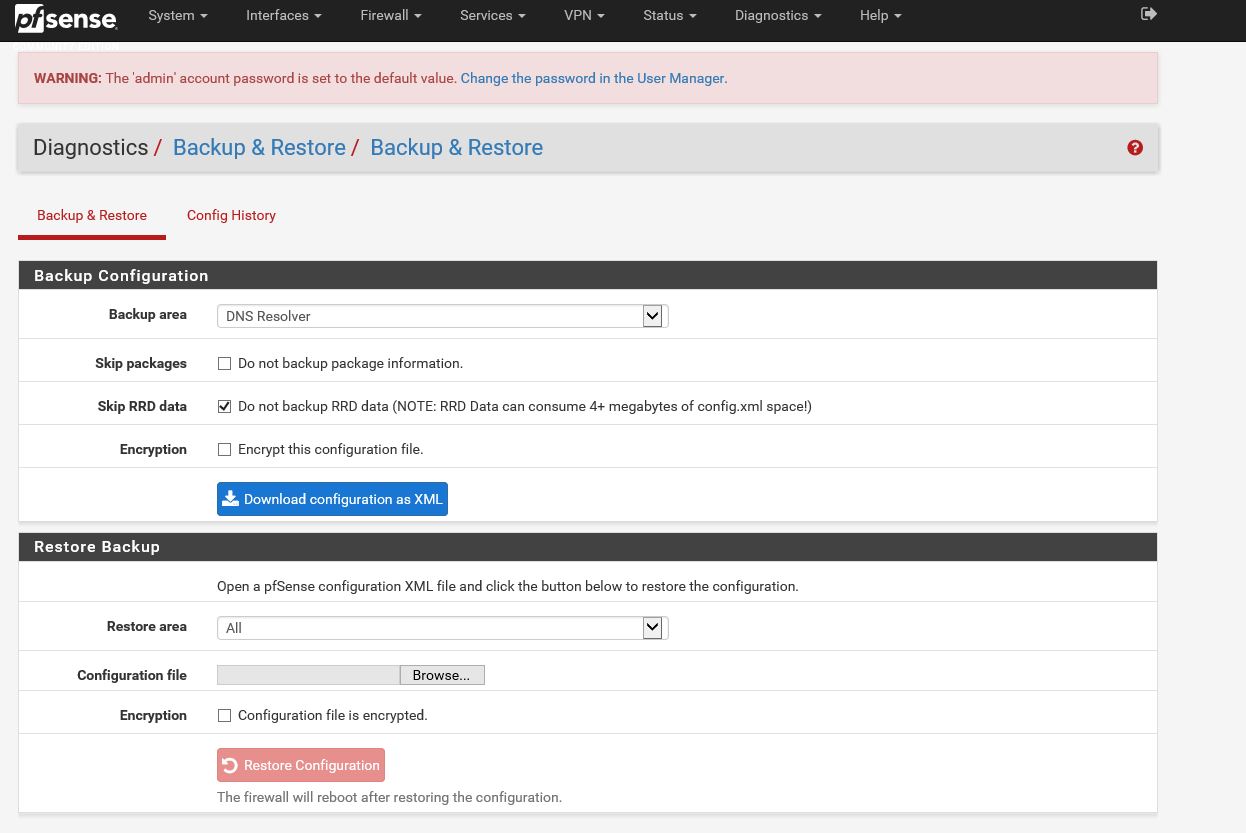 pfsense
System Interfaces Firewall Services VPN Status Diagnostics Help
COMMUNITY EDITION
WARNING: The 'admin' account password is set to the default value. Change the password in the User Manager.
Diagnostics / Backup & Restore / Backup & Restore
Backup & Restore Config History
Backup Configuration
Backup area DNS Resolver
Skip packages Do not backup package information.
Skip RRD data Do not backup RRD data (NOTE: RRD Data can consume 4+ megabytes of config.xml space!)
Encryption Encrypt this configuration file.
Download configuration as XML
Restore Backup
Open a pfSense configuration XML file and click the button below to restore the configuration.
Restore area All
Configuration file Browse...
Encryption Configuration file is encrypted.
Restore Configuration
The firewall will reboot after restoring the configuration.